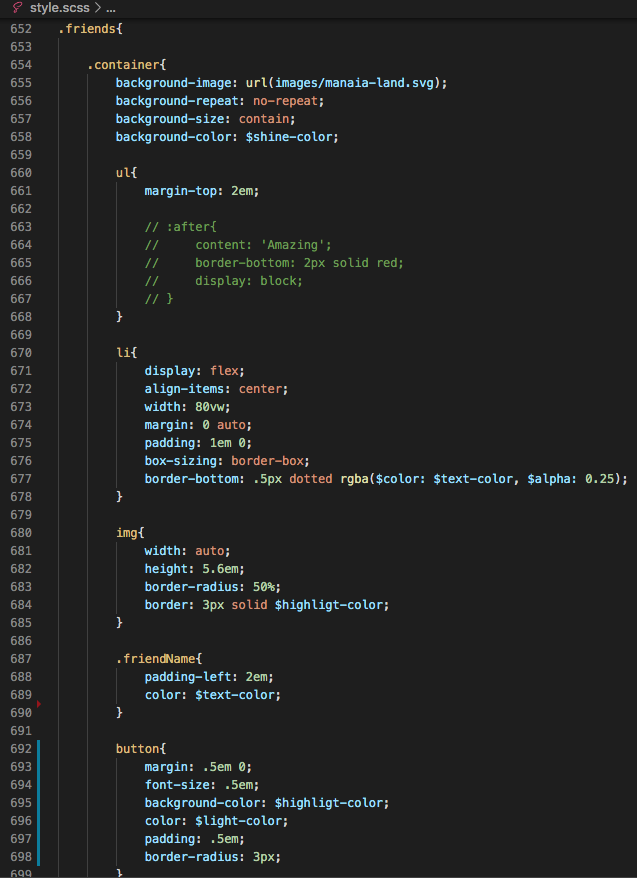 style.scss > ...
652 .friends{
653
654 .container{
655 background-image: url(images/manaia-land.svg);
656 background-repeat: no-repeat;
657 background-size: contain;
658 background-color: $shine-color;
659
660 ul{
661 margin-top: 2em;
662
663 // :after{
664 // content: 'Amazing';
665 // border-bottom: 2px solid red;
666 // display: block;
667 // }
668 }
669
670 li{
671 display: flex;
672 align-items: center;
673 width: 80vw;
674 margin: 0 auto;
675 padding: 1em 0;
676 box-sizing: border-box;
677 border-bottom: .5px dotted rgba($color: $text-color, $alpha: 0.25);
678 }
679
680 img{
681 width: auto;
682 height: 5.6em;
683 border-radius: 50%;
684 border: 3px solid $highligt-color;
685 }
686
687 .friendName{
688 padding-left: 2em;
689 color: $text-color;
690 }
691
692 button{
693 margin: .5em 0;
694 font-size: .5em;
695 background-color: $highligt-color;
696 color: $light-color;
697 padding: .5em;
698 border-radius: 3px;
699 }